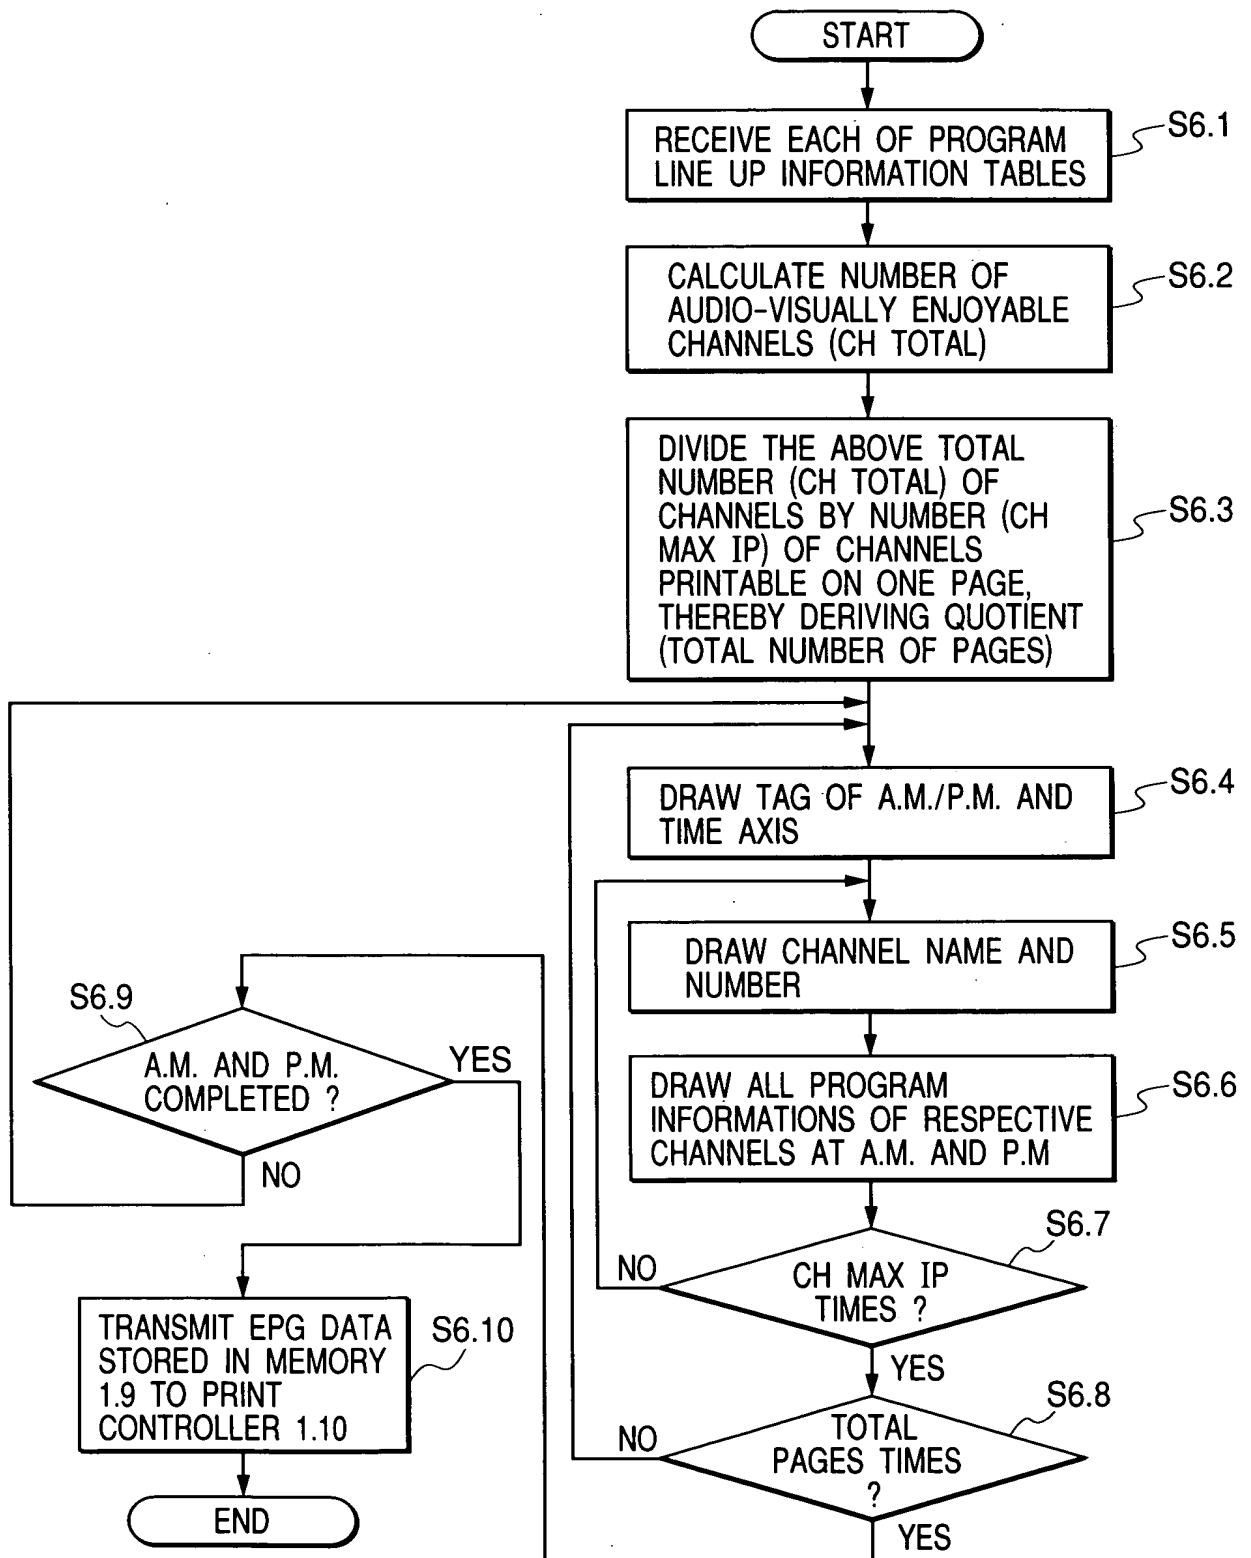 START
RECEIVE EACH OF PROGRAM
LINE UP INFORMATION TABLES
S6.1
CALCULATE NUMBER OF
AUDIO-VISUALLY ENJOYABLE
CHANNELS (CH TOTAL)
S6.2
DIVIDE THE ABOVE TOTAL
NUMBER (CH TOTAL) OF
CHANNELS BY NUMBER (CH
MAX IP) OF CHANNELS
PRINTABLE ON ONE PAGE,
THEREBY DERIVING QUOTIENT
(TOTAL NUMBER OF PAGES)
S6.3
DRAW TAG OF A.M./P.M. AND
TIME AXIS
S6.4
DRAW CHANNEL NAME AND
NUMBER
S6.5
DRAW ALL PROGRAM
INFORMATIONS OF RESPECTIVE
CHANNELS AT A.M. AND P.M
S6.6
CH MAX IP
TIMES ?
S6.7
NO
YES
TOTAL
PAGES TIMES
?
S6.8
NO
YES
S6.9
A.M. AND P.M.
COMPLETED ?
YES
NO
TRANSMIT EPG DATA
STORED IN MEMORY
1.9 TO PRINT
CONTROLLER 1.10
S6.10
END